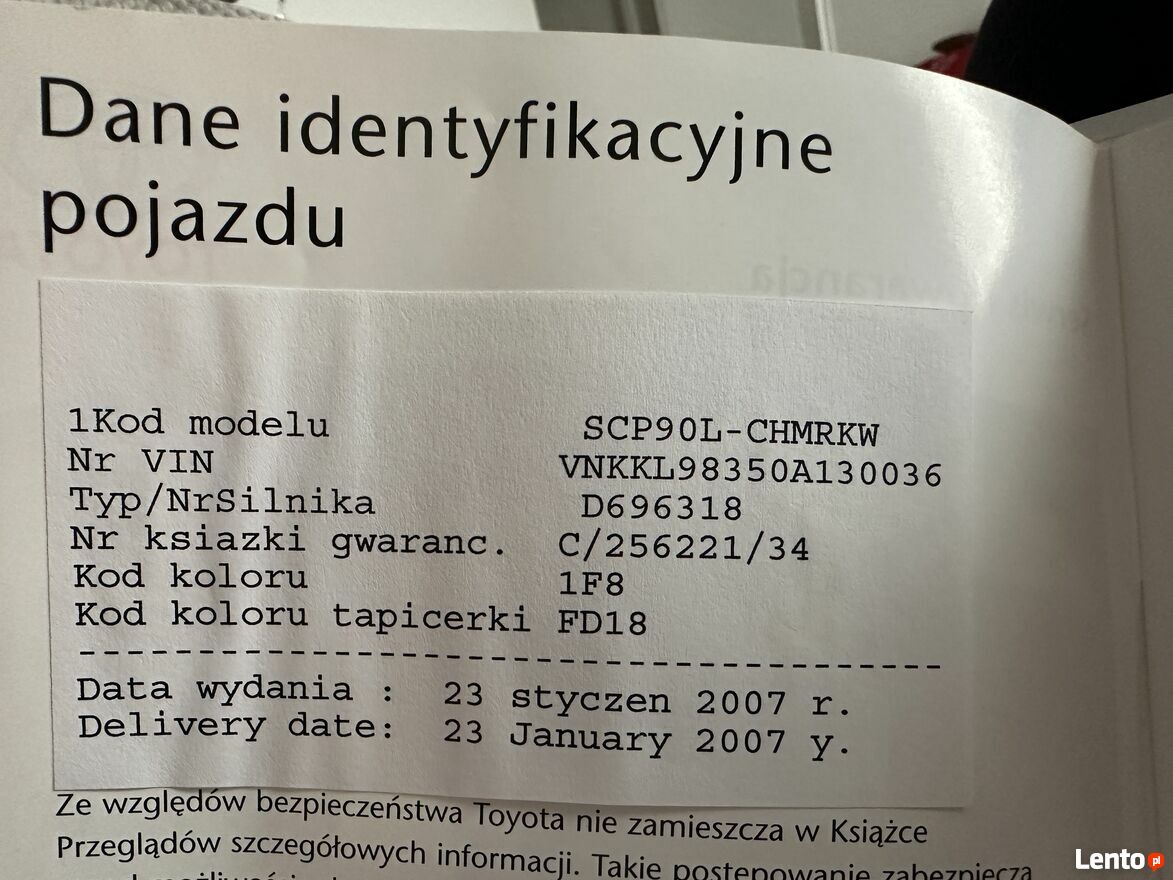 Dane identyfikacyjne
pojazdu
1Kod modelu SCP90L-CHMRKW
Nr VIN VNKKL98350A130036
Typ/NrSilnika D696318
Nr ksiazki gwaranc. C/256221/34
Kod koloru 1F8
Kod koloru tapicerki FD18
----------------------------------------
Data wydania : 23 styczen 2007 r.
Delivery date: 23 January 2007 y.
Ze względów bezpieczeństwa Toyota nie zamieszcza w Książce
Przeglądów szczegółowych informacji. Takie postępowanie zabezpiecza
Lento pl